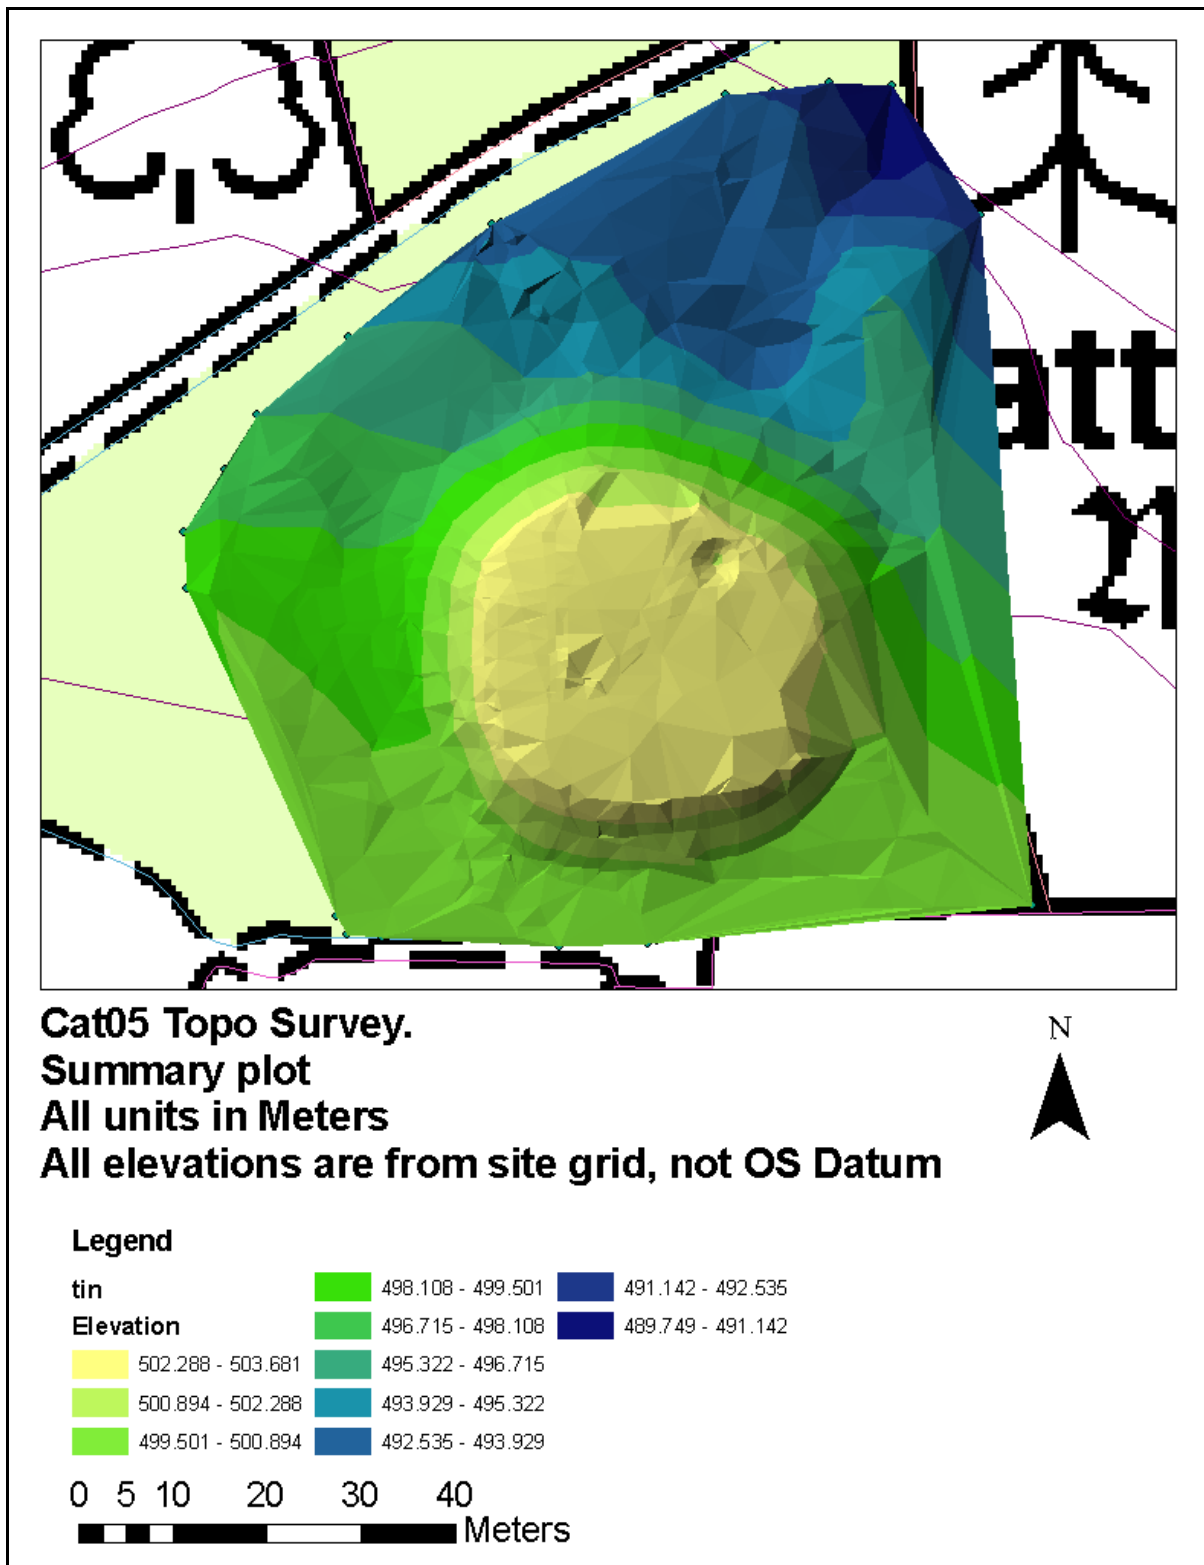 att
Cat05 Topo Survey.
N
Summary plot
All units in Meters
All elevations are from site grid, not OS Datum
Legend
tin
Elevation
502.288 - 503.681
500.894 - 502.288
499.501 - 500.894
498.108 - 499.501
496.715 - 498.108
495.322 - 496.715
493.929 - 495.322
492.535 - 493.929
491.142 - 492.535
489.749 - 491.142
0 5 10 20 30 40
Meters